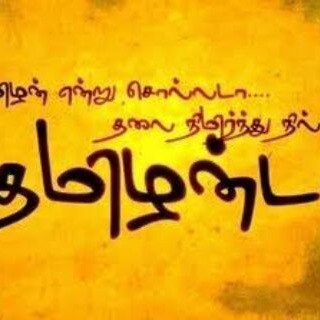 ிழன் என்று சொல்லடா....
தலை நிமிர்ந்து நில்
தமிழன்ட